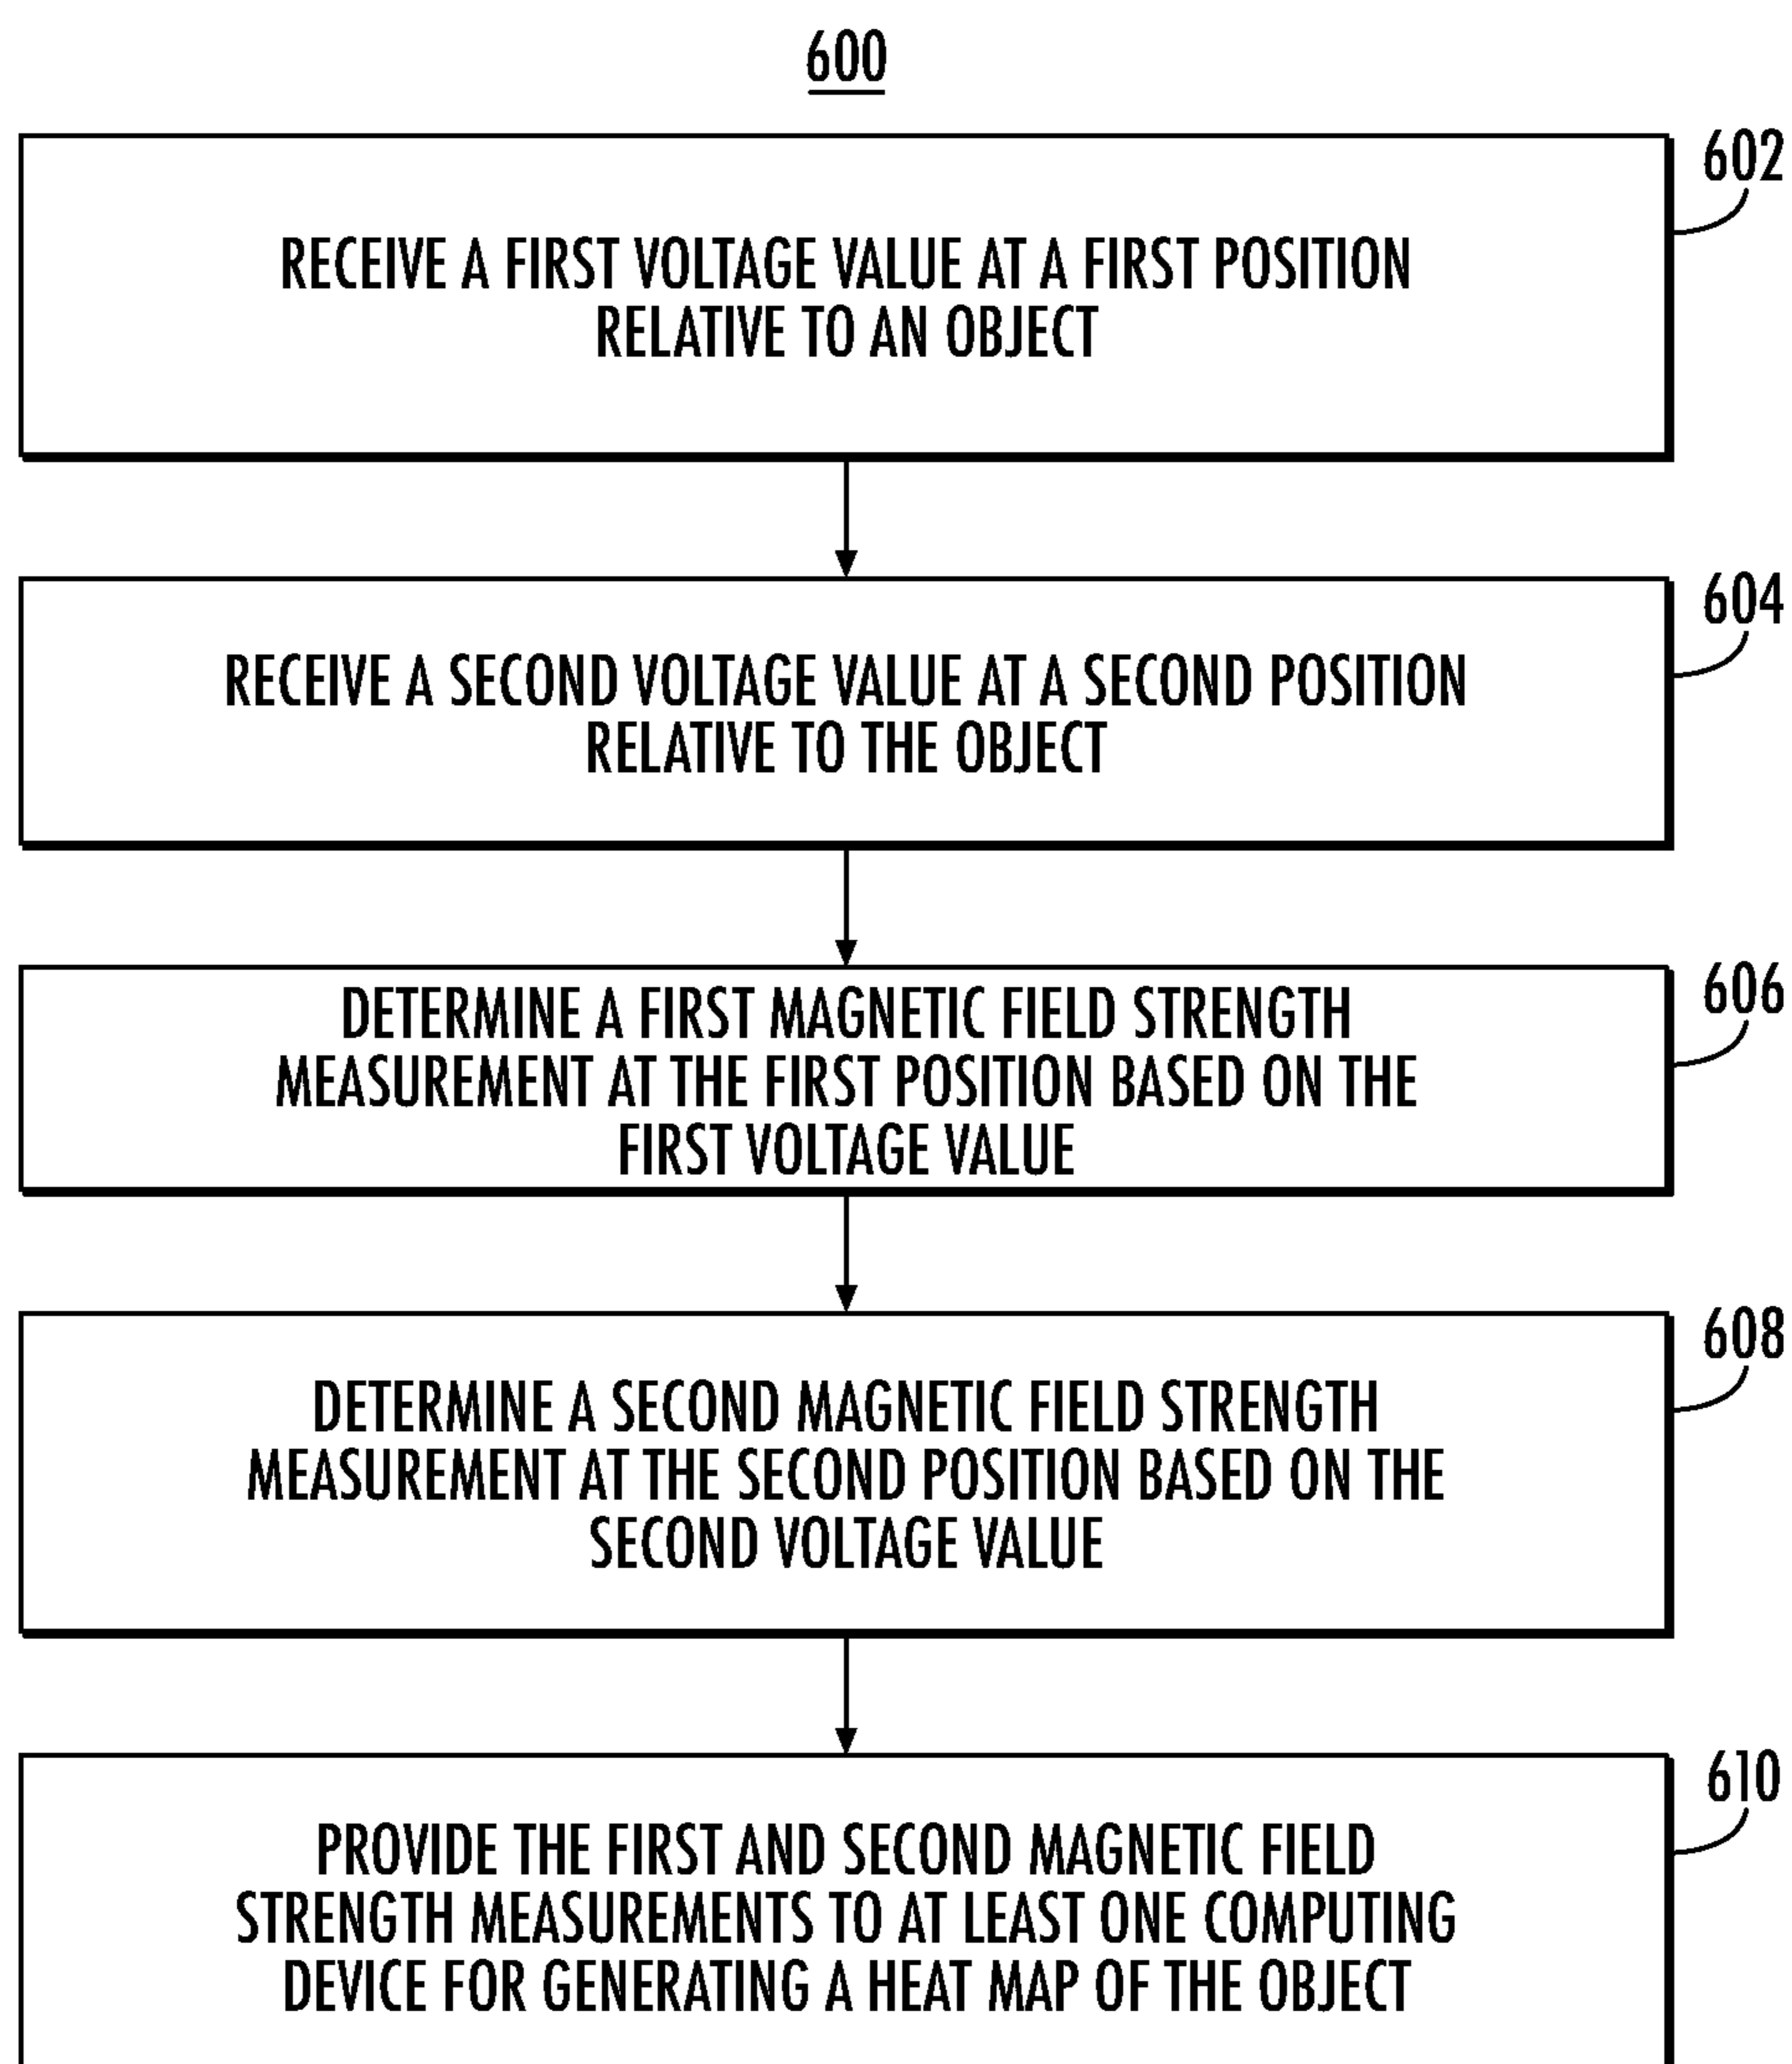 600
602
RECEIVE A FIRST VOLTAGE VALUE AT A FIRST POSITION
RELATIVE TO AN OBJECT
604
RECEIVE A SECOND VOLTAGE VALUE AT A SECOND POSITION
RELATIVE TO THE OBJECT
606
DETERMINE A FIRST MAGNETIC FIELD STRENGTH
MEASUREMENT AT THE FIRST POSITION BASED ON THE
FIRST VOLTAGE VALUE
608
DETERMINE A SECOND MAGNETIC FIELD STRENGTH
MEASUREMENT AT THE SECOND POSITION BASED ON THE
SECOND VOLTAGE VALUE
610
PROVIDE THE FIRST AND SECOND MAGNETIC FIELD
STRENGTH MEASUREMENTS TO AT LEAST ONE COMPUTING
DEVICE FOR GENERATING A HEAT MAP OF THE OBJECT